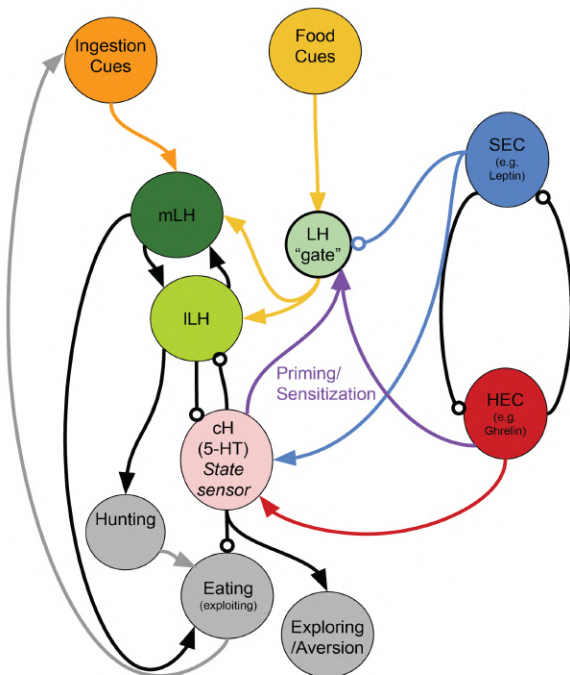 Ingestion
Cues
Food
Cues
SEC
(e.g.
Leptin)
mLH
LH
“gate”
lLH
Priming/
Sensitization
HEC
(e.g.
Ghrelin)
cH
(5-HT)
State
sensor
Hunting
Eating
(exploiting)
Exploring
/Aversion